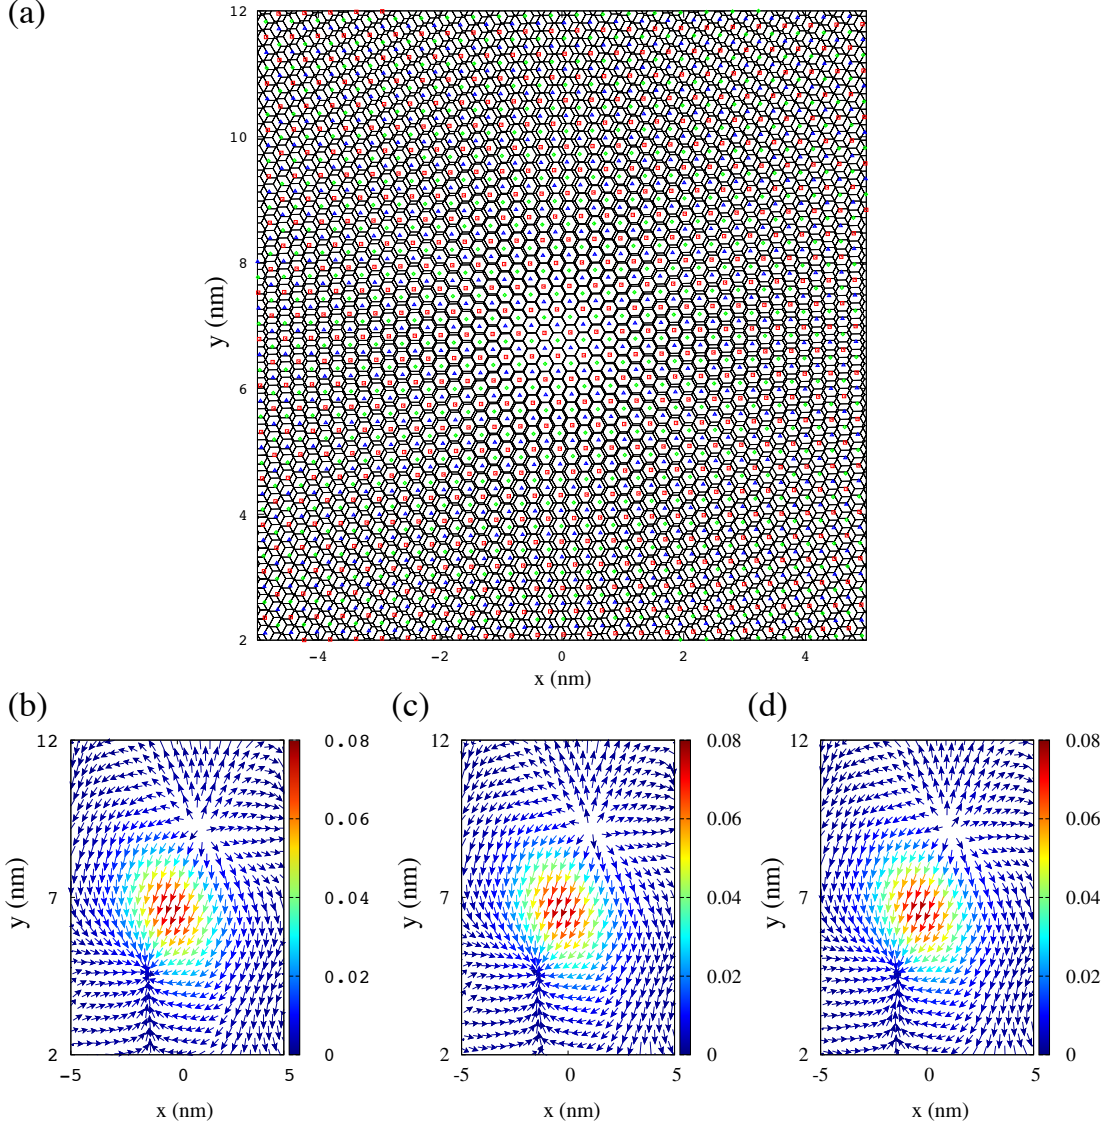 (a)
12
10
8
6
4
2
y (nm)
−4 −2 0 2 4
x (nm)
(b) (c) (d)
12 0.08 12 0.08 12 0.08
0.06 0.06 0.06
7 0.04 7 0.04 7 0.04
y (nm) y (nm) y (nm)
0.02 0.02 0.02
2 0 2 0 2 0
−5 0 5 -5 0 5 -5 0 5
x (nm) x (nm) x (nm)